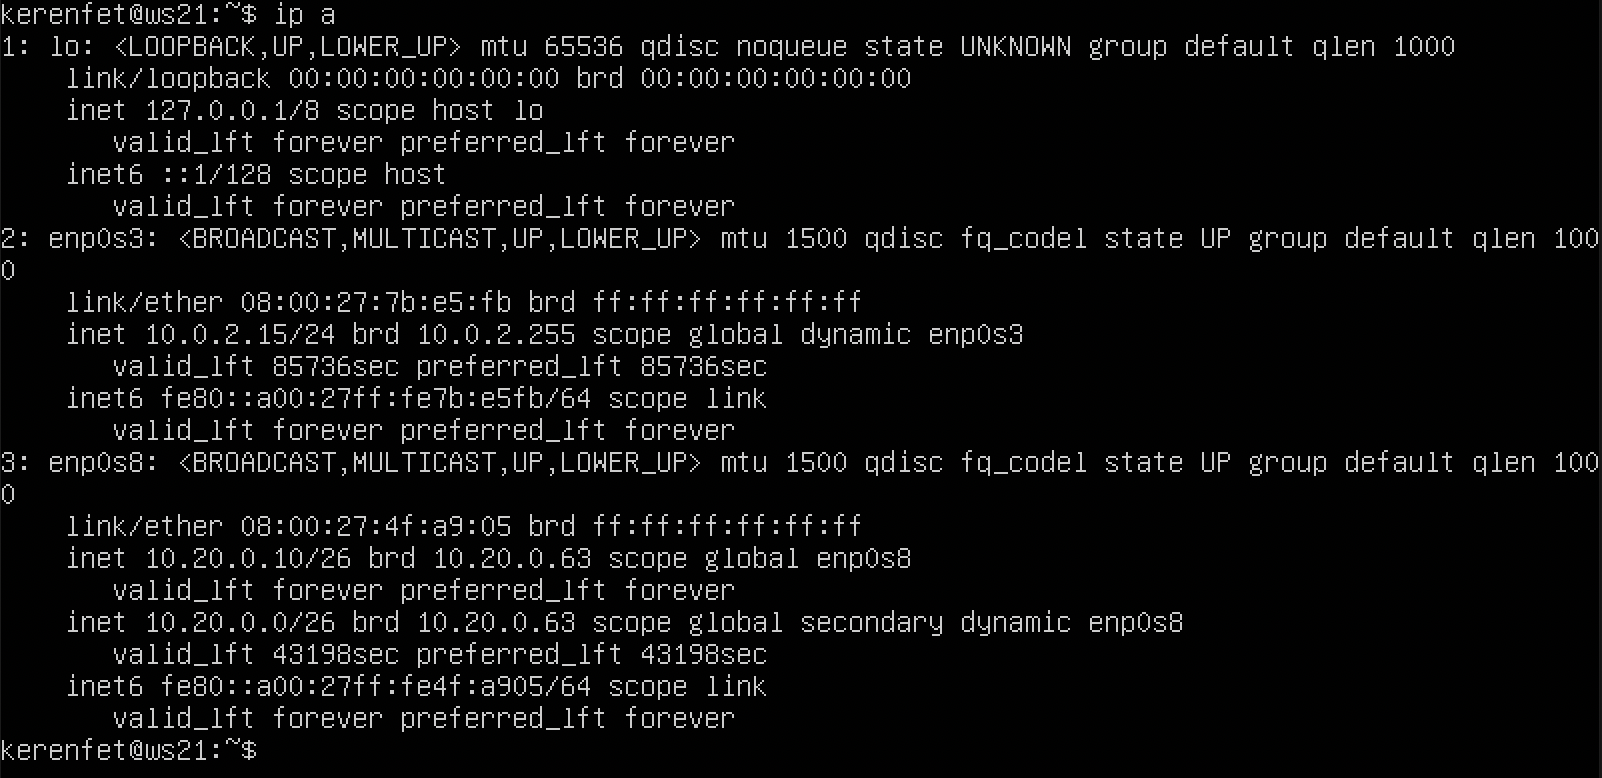 kerenfet@ws21:~$ ip a
1: lo: <LOOPBACK,UP,LOWER_UP> mtu 65536 qdisc noqueue state UNKNOWN group default qlen 1000
    link/loopback 00:00:00:00:00:00 brd 00:00:00:00:00:00
    inet 127.0.0.1/8 scope host lo
       valid_lft forever preferred_lft forever
    inet6 ::1/128 scope host
       valid_lft forever preferred_lft forever
2: enp0s3: <BROADCAST,MULTICAST,UP,LOWER_UP> mtu 1500 qdisc fq_codel state UP group default qlen 100
0
    link/ether 08:00:27:7b:e5:fb brd ff:ff:ff:ff:ff:ff
    inet 10.0.2.15/24 brd 10.0.2.255 scope global dynamic enp0s3
       valid_lft 85736sec preferred_lft 85736sec
    inet6 fe80::a00:27ff:fe7b:e5fb/64 scope link
       valid_lft forever preferred_lft forever
3: enp0s8: <BROADCAST,MULTICAST,UP,LOWER_UP> mtu 1500 qdisc fq_codel state UP group default qlen 100
0
    link/ether 08:00:27:4f:a9:05 brd ff:ff:ff:ff:ff:ff
    inet 10.20.0.10/26 brd 10.20.0.63 scope global enp0s8
       valid_lft forever preferred_lft forever
    inet 10.20.0.0/26 brd 10.20.0.63 scope global secondary dynamic enp0s8
       valid_lft 43198sec preferred_lft 43198sec
    inet6 fe80::a00:27ff:fe4f:a905/64 scope link
       valid_lft forever preferred_lft forever
kerenfet@ws21:~$